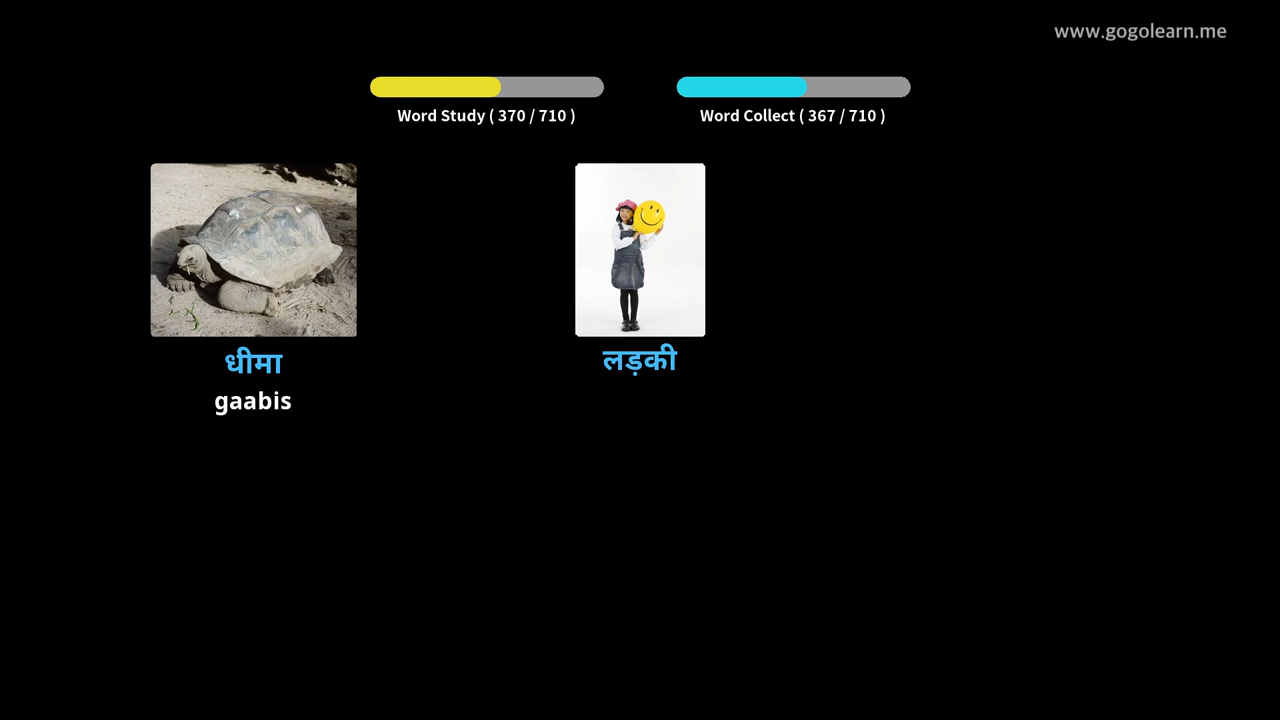 www.gogolearn.me
Word Study ( 370 / 710 )
Word Collect ( 367 / 710 )
धीमा
gaabis
लड़की